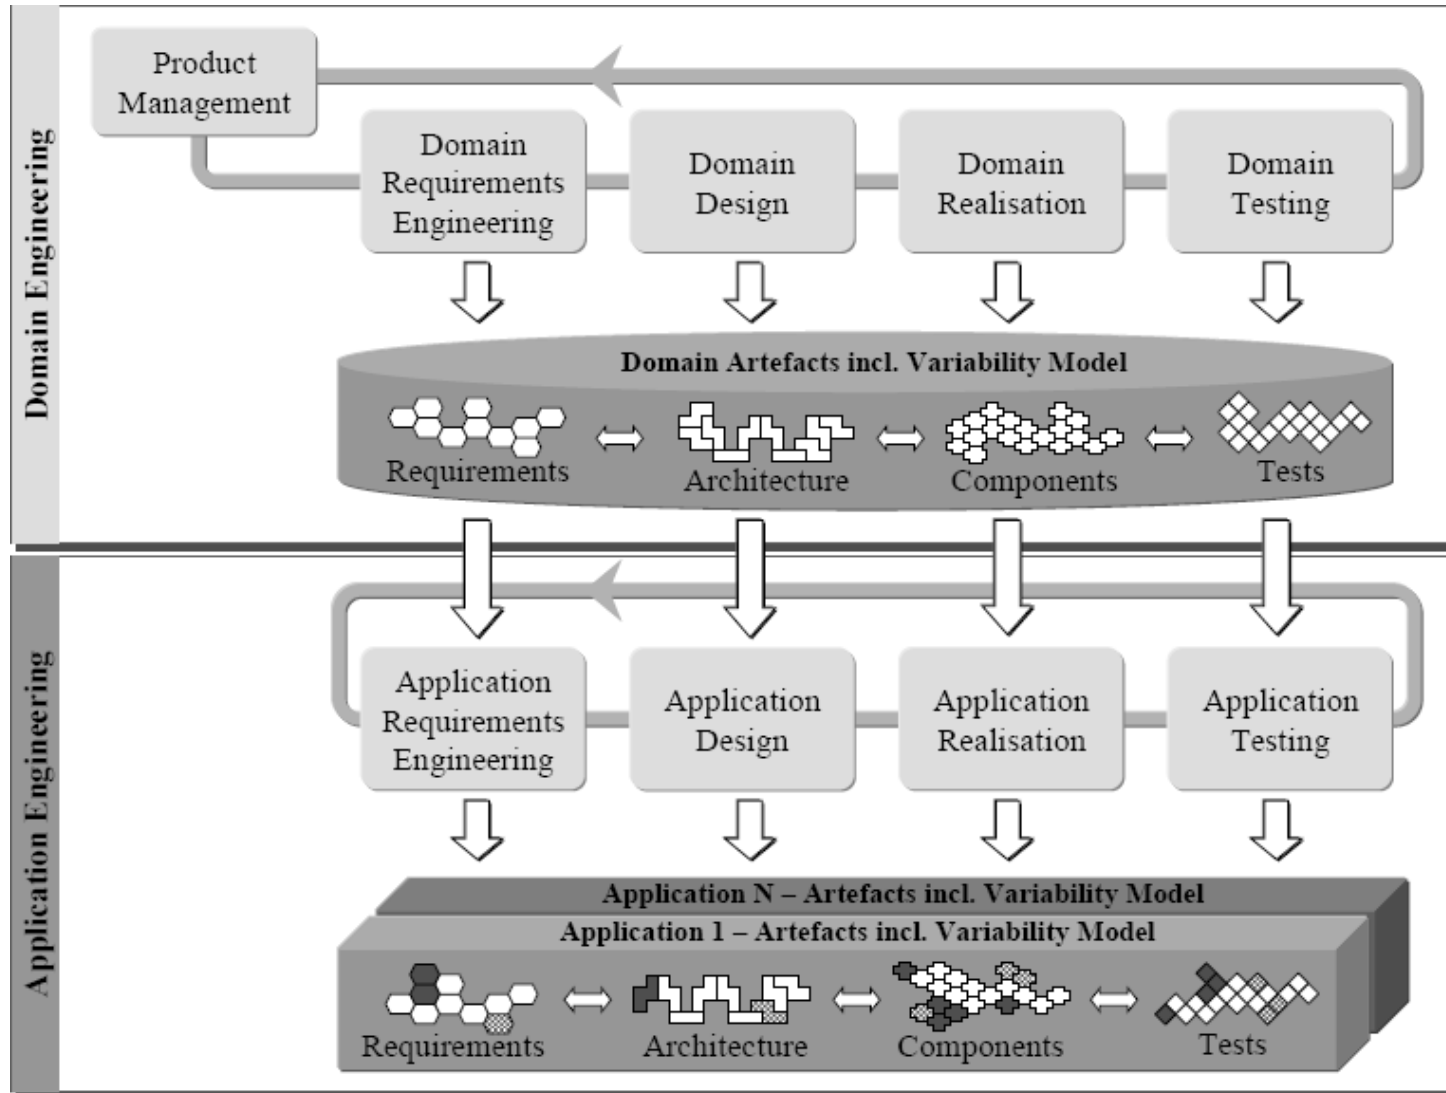 Domain Engineering
Product
Management
Domain
Requirements
Engineering
Domain
Design
Domain
Realisation
Domain
Testing
Domain Artefacts incl. Variability Model
Requirements
Architecture
Components
Tests
Application Engineering
Application
Requirements
Engineering
Application
Design
Application
Realisation
Application
Testing
Application N – Artefacts incl. Variability Model
Application 1 – Artefacts incl. Variability Model
Requirements
Architecture
Components
Tests